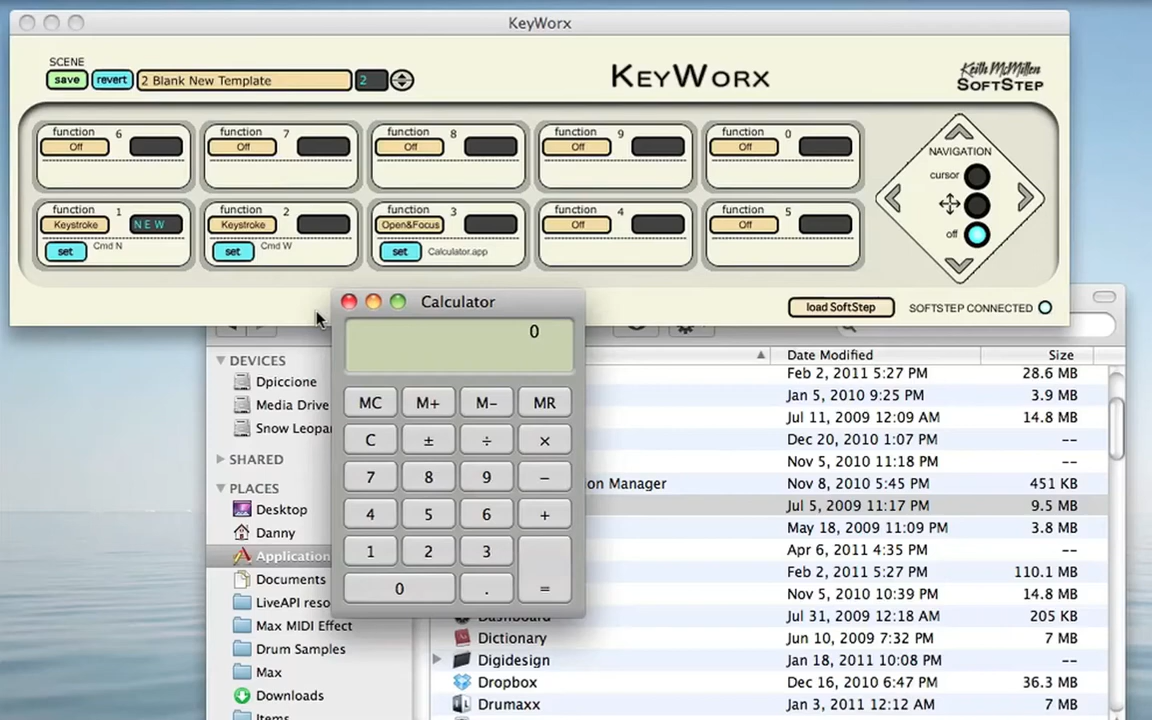 KeyWorx
SCENE
save revert 2 Blank New Template 2
KEYWORX
Keith McMillen
SOFTSTEP
function 6 function 7 function 8 function 9 function 0
Off Off Off Off Off
NAVIGATION
cursor
off
function 1 function 2 function 3 function 4 function 5
Keystroke NEW Keystroke Open&Focus Off Off
set Cmd N set Cmd W set Calculator.app
load SoftStep SOFTSTEP CONNECTED
Calculator
0
MC M+ M- MR
C ± ÷ ×
7 8 9 −
4 5 6 +
1 2 3
0 . =
DEVICES
Dpiccione
Media Drive
Snow Leopar
SHARED
PLACES
Desktop
Danny
Application
Documents
LiveAPI reso
Max MIDI Effect
Drum Samples
Max
Downloads
Items
Date Modified Size
Feb 2, 2011 5:27 PM 28.6 MB
Jan 5, 2010 9:25 PM 3.9 MB
Jul 11, 2009 12:09 AM 14.8 MB
Dec 20, 2010 1:07 PM --
Nov 5, 2010 11:18 PM --
on Manager Nov 8, 2010 5:45 PM 451 KB
Jul 5, 2009 11:17 PM 9.5 MB
May 18, 2009 11:09 PM 3.8 MB
Apr 6, 2011 4:35 PM --
Feb 2, 2011 5:27 PM 110.1 MB
Nov 5, 2010 10:39 PM 14.8 MB
Dashboard Jul 31, 2009 12:18 AM 205 KB
Dictionary Jun 10, 2009 7:32 PM 7 MB
Digidesign Jan 18, 2011 10:08 PM --
Dropbox Dec 16, 2010 6:47 PM 36.3 MB
Drumaxx Jan 3, 2011 12:12 AM 7 MB